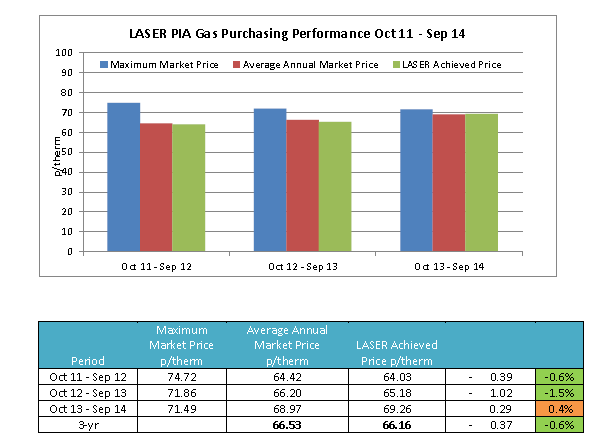 LASER PIA Gas Purchasing Performance Oct 11 - Sep 14
100
Maximum Market Price Average Annual Market Price LASER Achieved Price
90
80
70
60
50
40
30
20
10
0
p/therm
Oct 11 - Sep 12 Oct 12 - Sep 13 Oct 13 - Sep 14
Maximum Average Annual
Market Price Market Price LASER Achieved
Period p/therm p/therm Price p/therm
Oct 11 - Sep 12 74.72 64.42 64.03 - 0.39 -0.6%
Oct 12 - Sep 13 71.86 66.20 65.18 - 1.02 -1.5%
Oct 13 - Sep 14 71.49 68.97 69.26 0.29 0.4%
3-yr 66.53 66.16 - 0.37 -0.6%